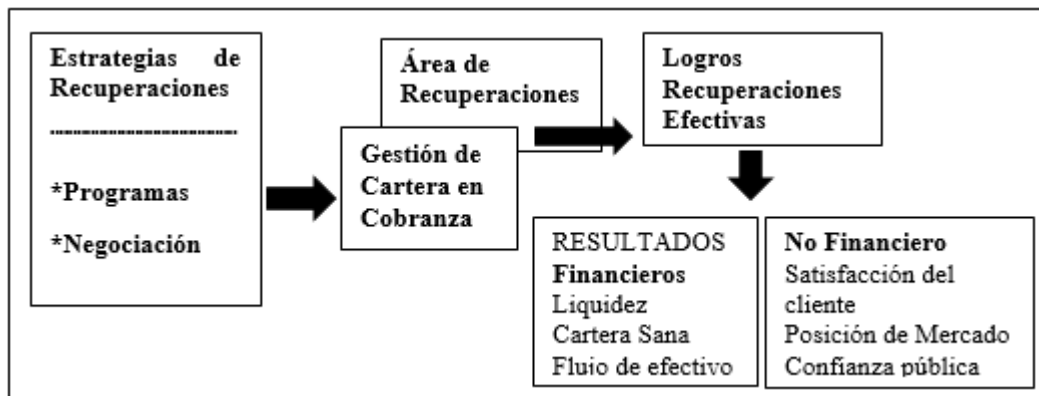 Estrategias de
Recuperaciones
*Programas
*Negociación
Área de
Recuperaciones
Gestión de
Cartera en
Cobranza
Logros
Recuperaciones
Efectivas
RESULTADOS
Financieros
Liquidez
Cartera Sana
Flujo de efectivo
No Financiero
Satisfacción del
cliente
Posición de Mercado
Confianza pública